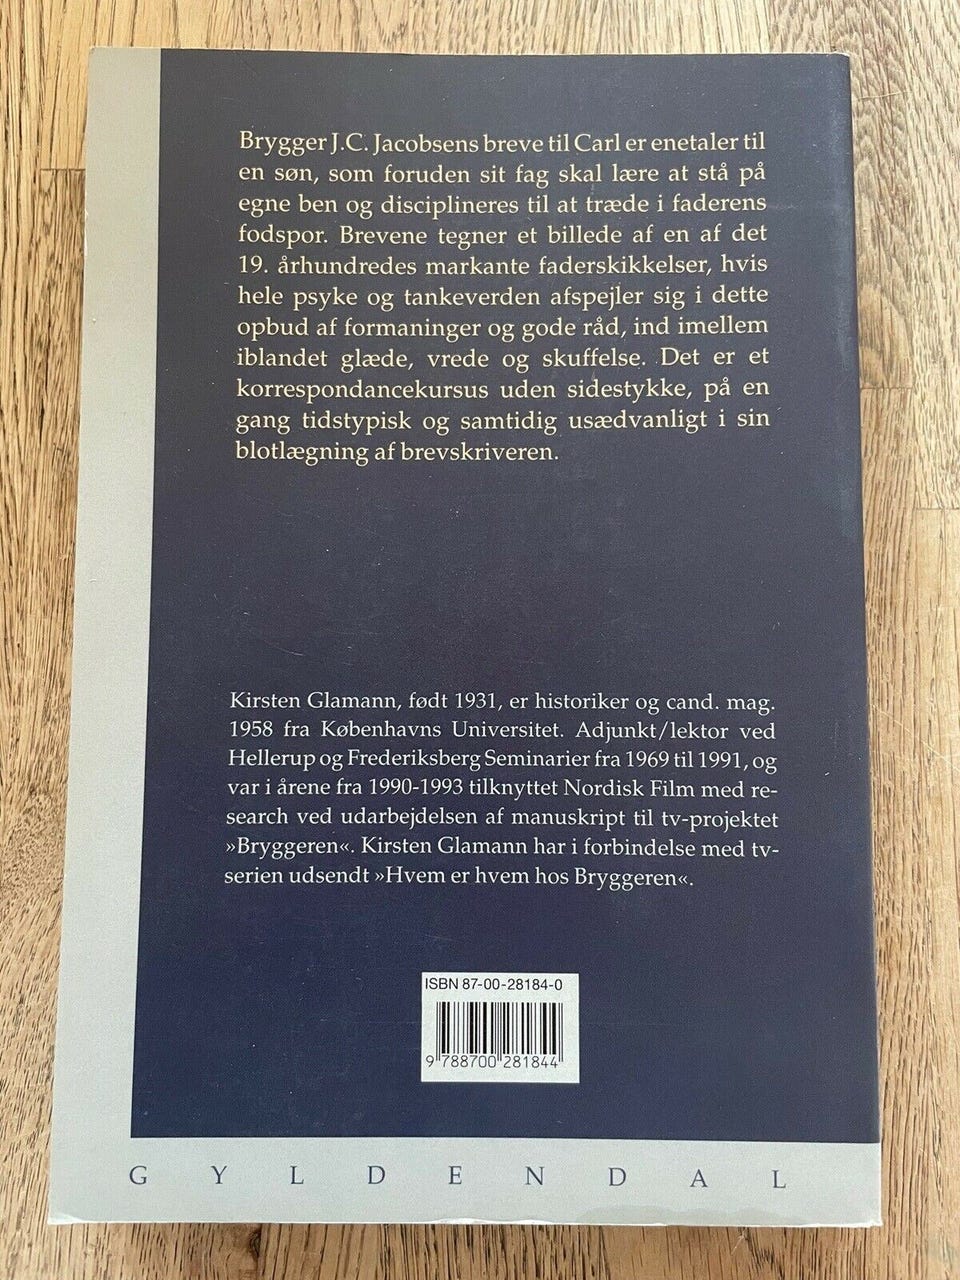 Brygger J.C. Jacobsens breve til Carl er enetaler til
en søn, som foruden sit fag skal lære at stå på
egne ben og disciplineres til at træde i faderens
fodspor. Brevene tegner et billede af en af det
19. århundredes markante faderskikkelser, hvis
hele psyke og tankeverden afspejler sig i dette
opbud af formaninger og gode råd, ind imellem
iblandet glæde, vrede og skuffelse. Det er et
korrespondancekursus uden sidestykke, på en
gang tidstypisk og samtidig usædvanligt i sin
blotlægning af brevskriveren.
Kirsten Glamann, født 1931, er historiker og cand. mag.
1958 fra Københavns Universitet. Adjunkt/lektor ved
Hellerup og Frederiksberg Seminarier fra 1969 til 1991, og
var i årene fra 1990-1993 tilknyttet Nordisk Film med re-
search ved udarbejdelsen af manuskript til tv-projektet
»Bryggeren«. Kirsten Glamann har i forbindelse med tv-
serien udsendt »Hvem er hvem hos Bryggeren«.
ISBN 87-00-28184-0
9 788700 281844
GYLDENDAL